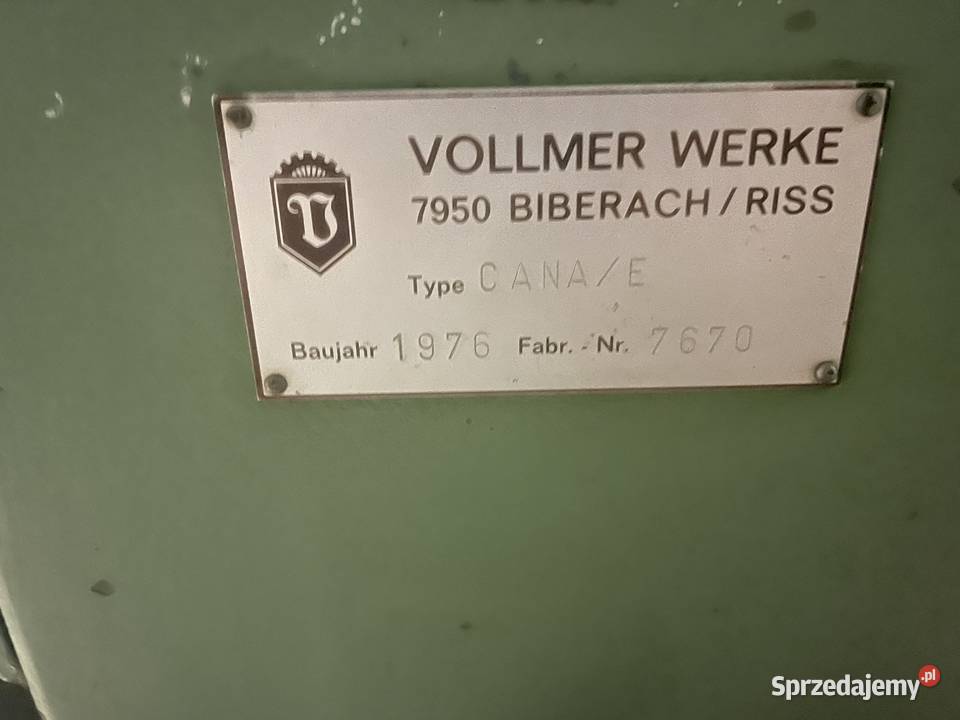 VOLLMER WERKE
7950 BIBERACH/RISS
V
Type CANA/E
Baujahr 1976 Fabr.-Nr. 7670
Sprzedajemy.pl